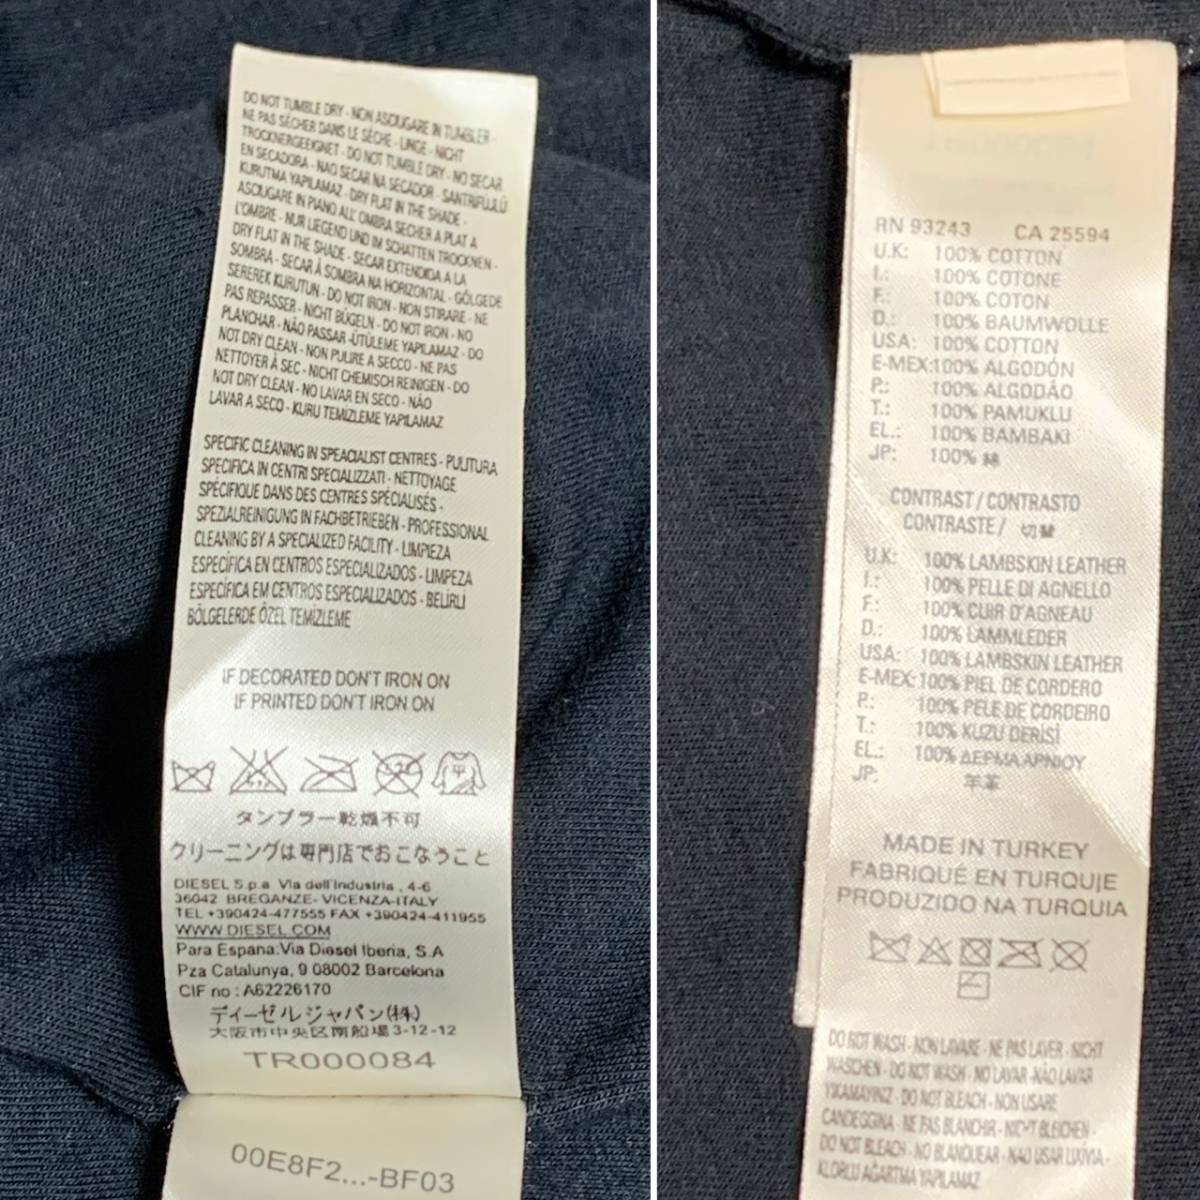 DO NOT TUMBLE DRY - NON ASCIUGARE IN TUMBLER -
NE PAS SÉCHER DANS LE SÈCHE - LINGE - NICHT
TROCKNERGEEIGNET - DO NOT TUMBLE DRY - NO SECAR
EN SECADORA - NAO SECAR NA SECADOR - SANTRIFÜJLÜ
KURUTMA YAPILAMAZ - DRY FLAT IN THE SHADE -
ASCIUGARE IN PIANO ALL' OMBRA SECHER A PLAT A
L'OMBRE - NUR LIEGEND UND IM SCHATTEN TROCKNEN -
DRY FLAT IN THE SHADE - SECAR EXTENDIDA A LA
SOMBRA - SECAR À SOMBRA NA HORIZONTAL - GÖLGEDE
SEREREK KURUTUN - DO NOT IRON - NON STIRARE - NE
PAS REPASSER - NICHT BÜGELN - DO NOT IRON - NO
PLANCHAR - NÃO PASSAR -ÜTÜLEME YAPILAMAZ - DO
NOT DRY CLEAN - NON PULIRE A SECCO - NE PAS
NETTOYER À SEC - NICHT CHEMISCH REINIGEN - DO
NOT DRY CLEAN - NO LAVAR EN SECO - NÃO
LAVAR A SECO - KURU TEMİZLEME YAPILAMAZ
SPECIFIC CLEANING IN SPEACIALIST CENTRES - PULITURA
SPECIFICA IN CENTRI SPECIALIZZATI - NETTOYAGE
SPÉCIFIQUE DANS DES CENTRES SPÉCIALISÉS -
SPEZIALREINIGUNG IN FACHBETRIEBEN - PROFESSIONAL
CLEANING BY A SPECIALIZED FACILITY - LIMPIEZA
ESPECÍFICA EN CENTROS ESPECIALIZADOS - LIMPEZA
ESPECÍFICA EM CENTROS ESPECIALIZADOS - BELİRLİ
BÖLGELERDE ÖZEL TEMİZLEME
IF DECORATED DON'T IRON ON
IF PRINTED DON'T IRON ON
タンブラー乾燥不可
クリーニングは専門店でおこなうこと
DIESEL S.p.a Via dell'Industria , 4-6
36042 BREGANZE- VICENZA-ITALY
TEL +390424-477555 FAX +390424-411955
WWW.DIESEL.COM
Para Espana:Via Diesel Iberia, S.A
Pza Catalunya, 9 08002 Barcelona
CIF no : A62226170
ディーゼルジャパン(株)
大阪市中央区南船場3-12-12
TR000084
00E8F2...-BF03
RN 93243 CA 25594
U.K: 100% COTTON
I.: 100% COTONE
F.: 100% COTON
D.: 100% BAUMWOLLE
USA: 100% COTTON
E-MEX:100% ALGODÓN
P.: 100% ALGODÃO
T.: 100% PAMUKLU
EL.: 100% BAMBAKI
JP: 100% 綿
CONTRAST / CONTRASTO
CONTRASTE / 切替
U.K: 100% LAMBSKIN LEATHER
I.: 100% PELLE DI AGNELLO
F.: 100% CUIR D'AGNEAU
D.: 100% LAMMLEDER
USA: 100% LAMBSKIN LEATHER
E-MEX:100% PIEL DE CORDERO
P.: 100% PELE DE CORDEIRO
T.: 100% KUZU DERİSİ
EL.: 100% ΔΕΡΜΑ ΑΡΝΙΟΥ
JP: 羊革
MADE IN TURKEY
FABRIQUÉ EN TURQUIE
PRODUZIDO NA TURQUIA
DO NOT WASH - NON LAVARE - NE PAS LAVER - NICHT
WASCHEN - DO NOT WASH - NO LAVAR -NÃO LAVAR
YIKAMAYINIZ - DO NOT BLEACH - NON USARE
CANDEGGINA - NE PAS BLANCHIR - NICHT BLEICHEN -
DO NOT BLEACH - NO BLANQUEAR - NAO USAR LIXIVIA -
KLORLU AĞARTMA YAPILAMAZ